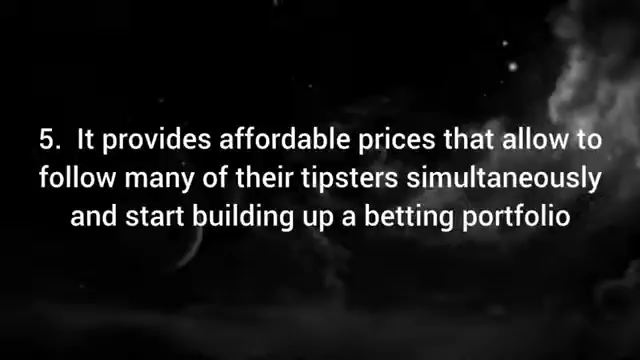 5.  It provides affordable prices that allow to
follow many of their tipsters simultaneously
and start building up a betting portfolio